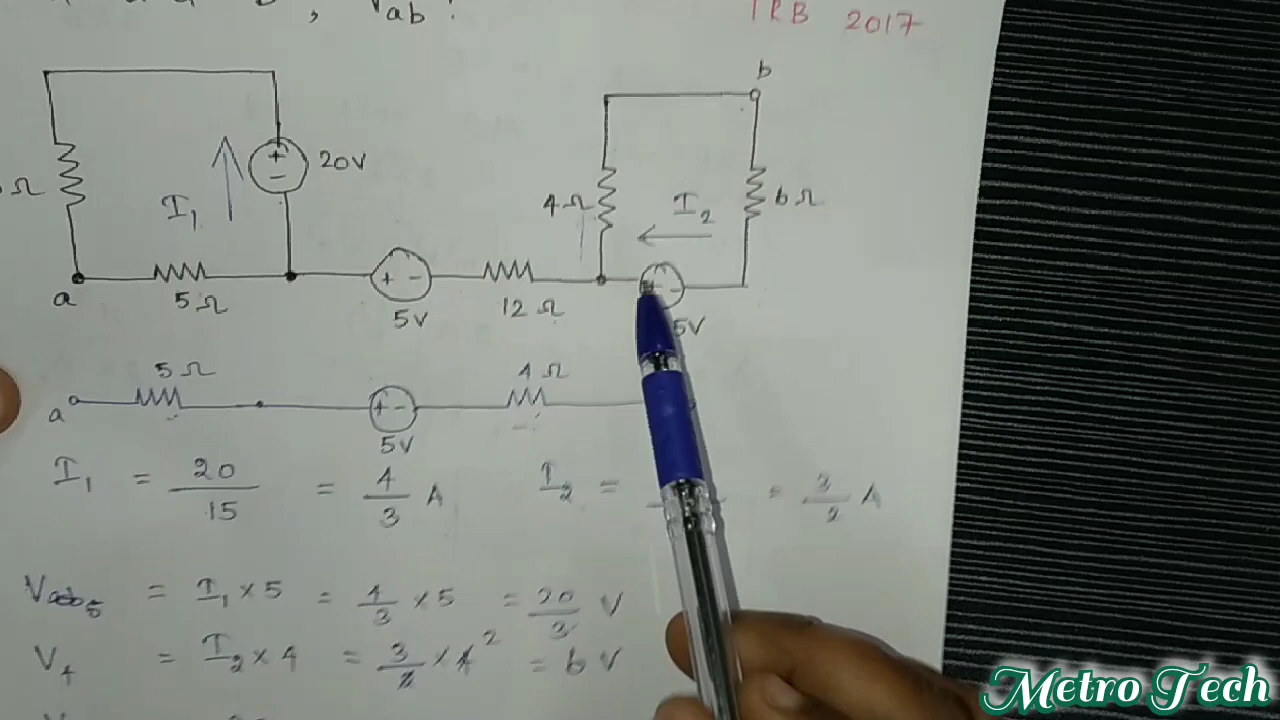 , Vab ?
TRB 2017
b
20V
I₁
4Ω
I₂
6Ω
a
5Ω
5V
12Ω
5V
5Ω
4Ω
a
5V
I₁ = 20/15 = 4/3 A
I₂ = = 3/2 A
= I₁ × 5 = 4/3 × 5 = 20/3 V
V₄ = I₂ × 4 = 3/2 × 4 2 = 6 V
Metro Tech